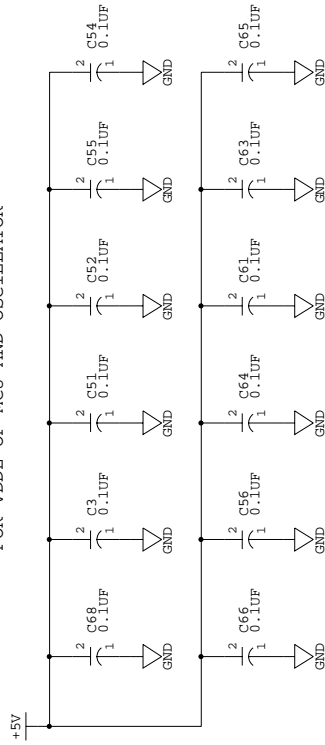 FOR VDDE OF MCU AND OSCILLATOR
+5V
C68
0.1UF
2
1
GND
C3
0.1UF
2
1
GND
C51
0.1UF
2
1
GND
C52
0.1UF
2
1
GND
C55
0.1UF
2
1
GND
C54
0.1UF
2
1
GND
C66
0.1UF
2
1
GND
C56
0.1UF
2
1
GND
C64
0.1UF
2
1
GND
C61
0.1UF
2
1
GND
C63
0.1UF
2
1
GND
C65
0.1UF
2
1
GND